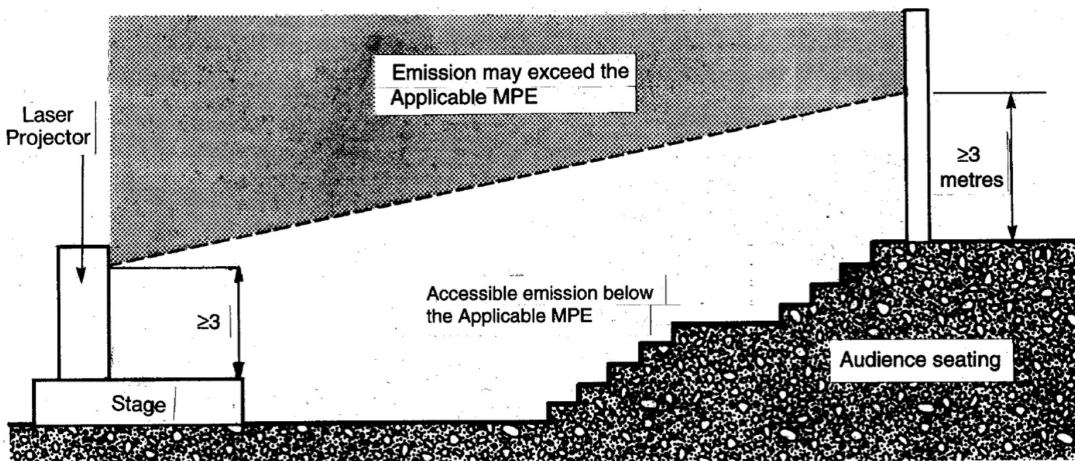 Emission may exceed the
Applicable MPE
Laser
Projector
≥3
metres
≥3
Accessible emission below
the Applicable MPE
Audience seating
Stage